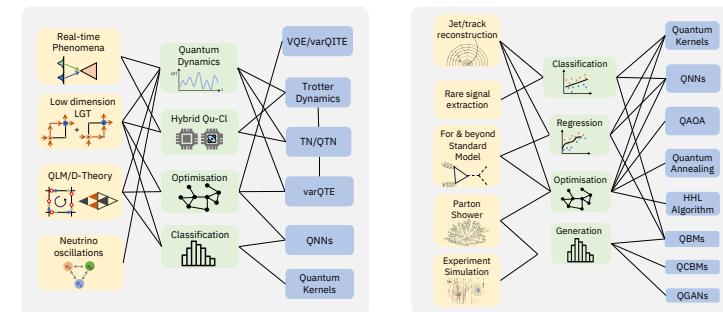 Real-time
Phenomena
Low dimension
LGT
QLM/D-Theory
Neutrino
oscillations
Quantum
Dynamics
Hybrid Qu-Cl
Optimisation
Classification
VQE/varQITE
Trotter
Dynamics
TN/QTN
varQTE
QNNs
Quantum
Kernels
Jet/track
reconstruction
Rare signal
extraction
For & beyond
Standard
Model
Parton
Shower
Experiment
Simulation
Classification
Regression
Optimisation
Generation
Quantum
Kernels
QNNs
QAOA
Quantum
Annealing
HHL
Algorithm
QBMs
QCBMs
QGANs